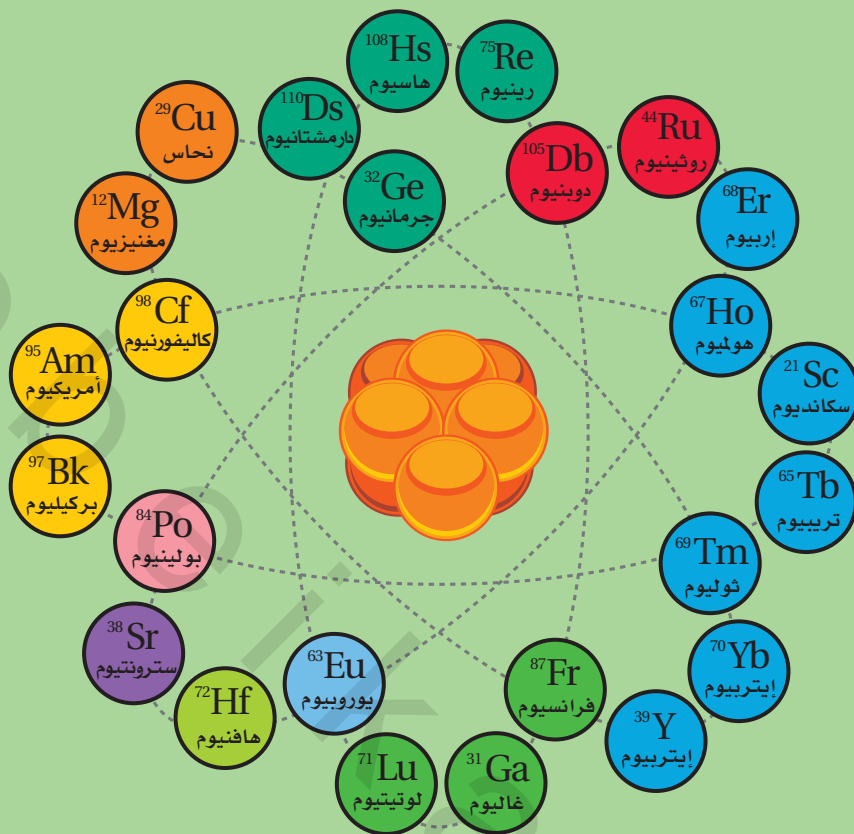 ¹⁰⁸Hs
هاسيوم
⁷⁵Re
رينيوم
¹¹⁰Ds
دارمشتانيوم
²⁹Cu
نحاس
⁴⁴Ru
روثينيوم
¹⁰⁵Db
دوبنيوم
³²Ge
جرمانيوم
⁶⁸Er
إربيوم
¹²Mg
مغنيزيوم
⁶⁷Ho
هولميوم
⁹⁸Cf
كاليفورنيوم
⁹⁵Am
أمريكيوم
²¹Sc
سكانديوم
⁹⁷Bk
بركيليوم
⁶⁵Tb
تريبيوم
⁸⁴Po
بولينيوم
⁶⁹Tm
ثوليوم
³⁸Sr
سترونتيوم
⁷⁰Yb
إيتربيوم
⁶³Eu
يوروبيوم
⁸⁷Fr
فرانسيوم
⁷²Hf
هافنيوم
³⁹Y
إيتربيوم
⁷¹Lu
لوتيتيوم
³¹Ga
غاليوم